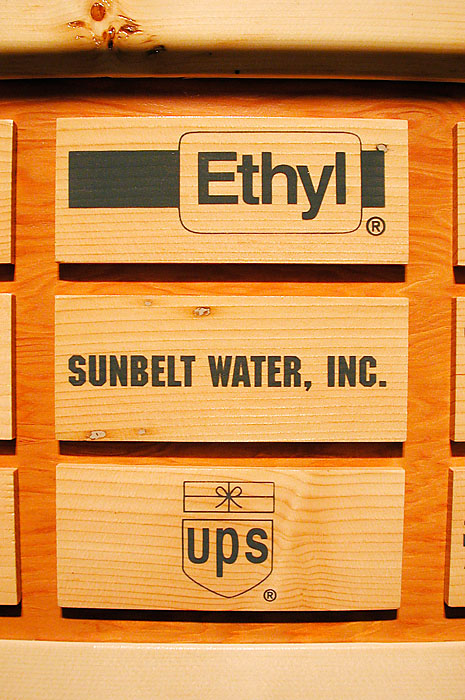 Ethyl ®
SUNBELT WATER, INC.
ups
®